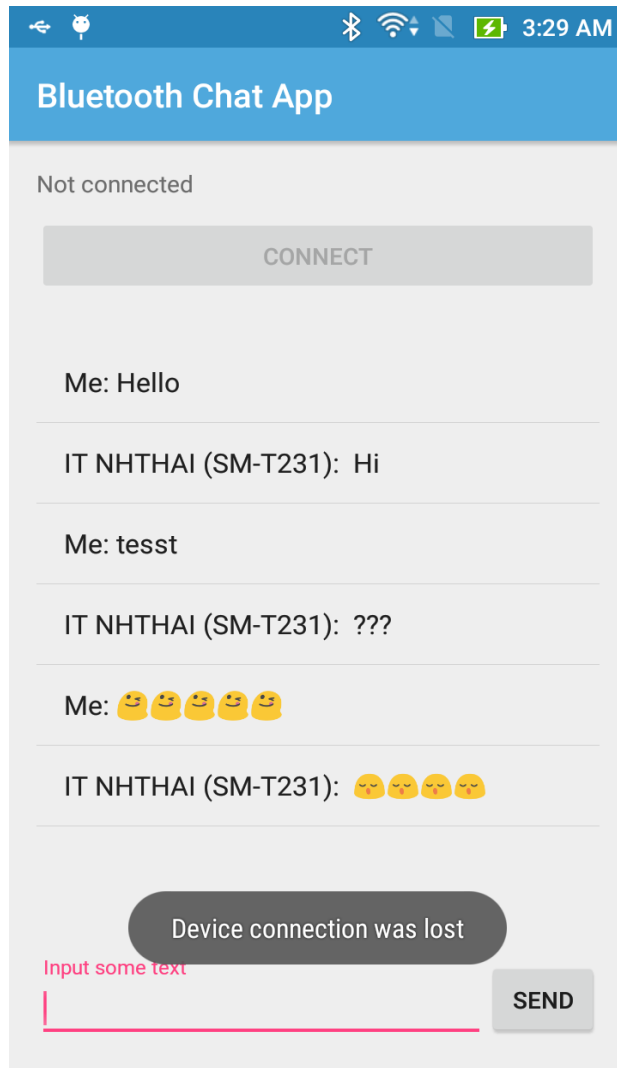 3:29 AM
Bluetooth Chat App
Not connected
CONNECT
Me: Hello
IT NHTHAI (SM-T231):  Hi
Me: tesst
IT NHTHAI (SM-T231):  ???
Me: 😋😋😋😋😋
IT NHTHAI (SM-T231):  😚😚😚😚
Device connection was lost
Input some text
SEND